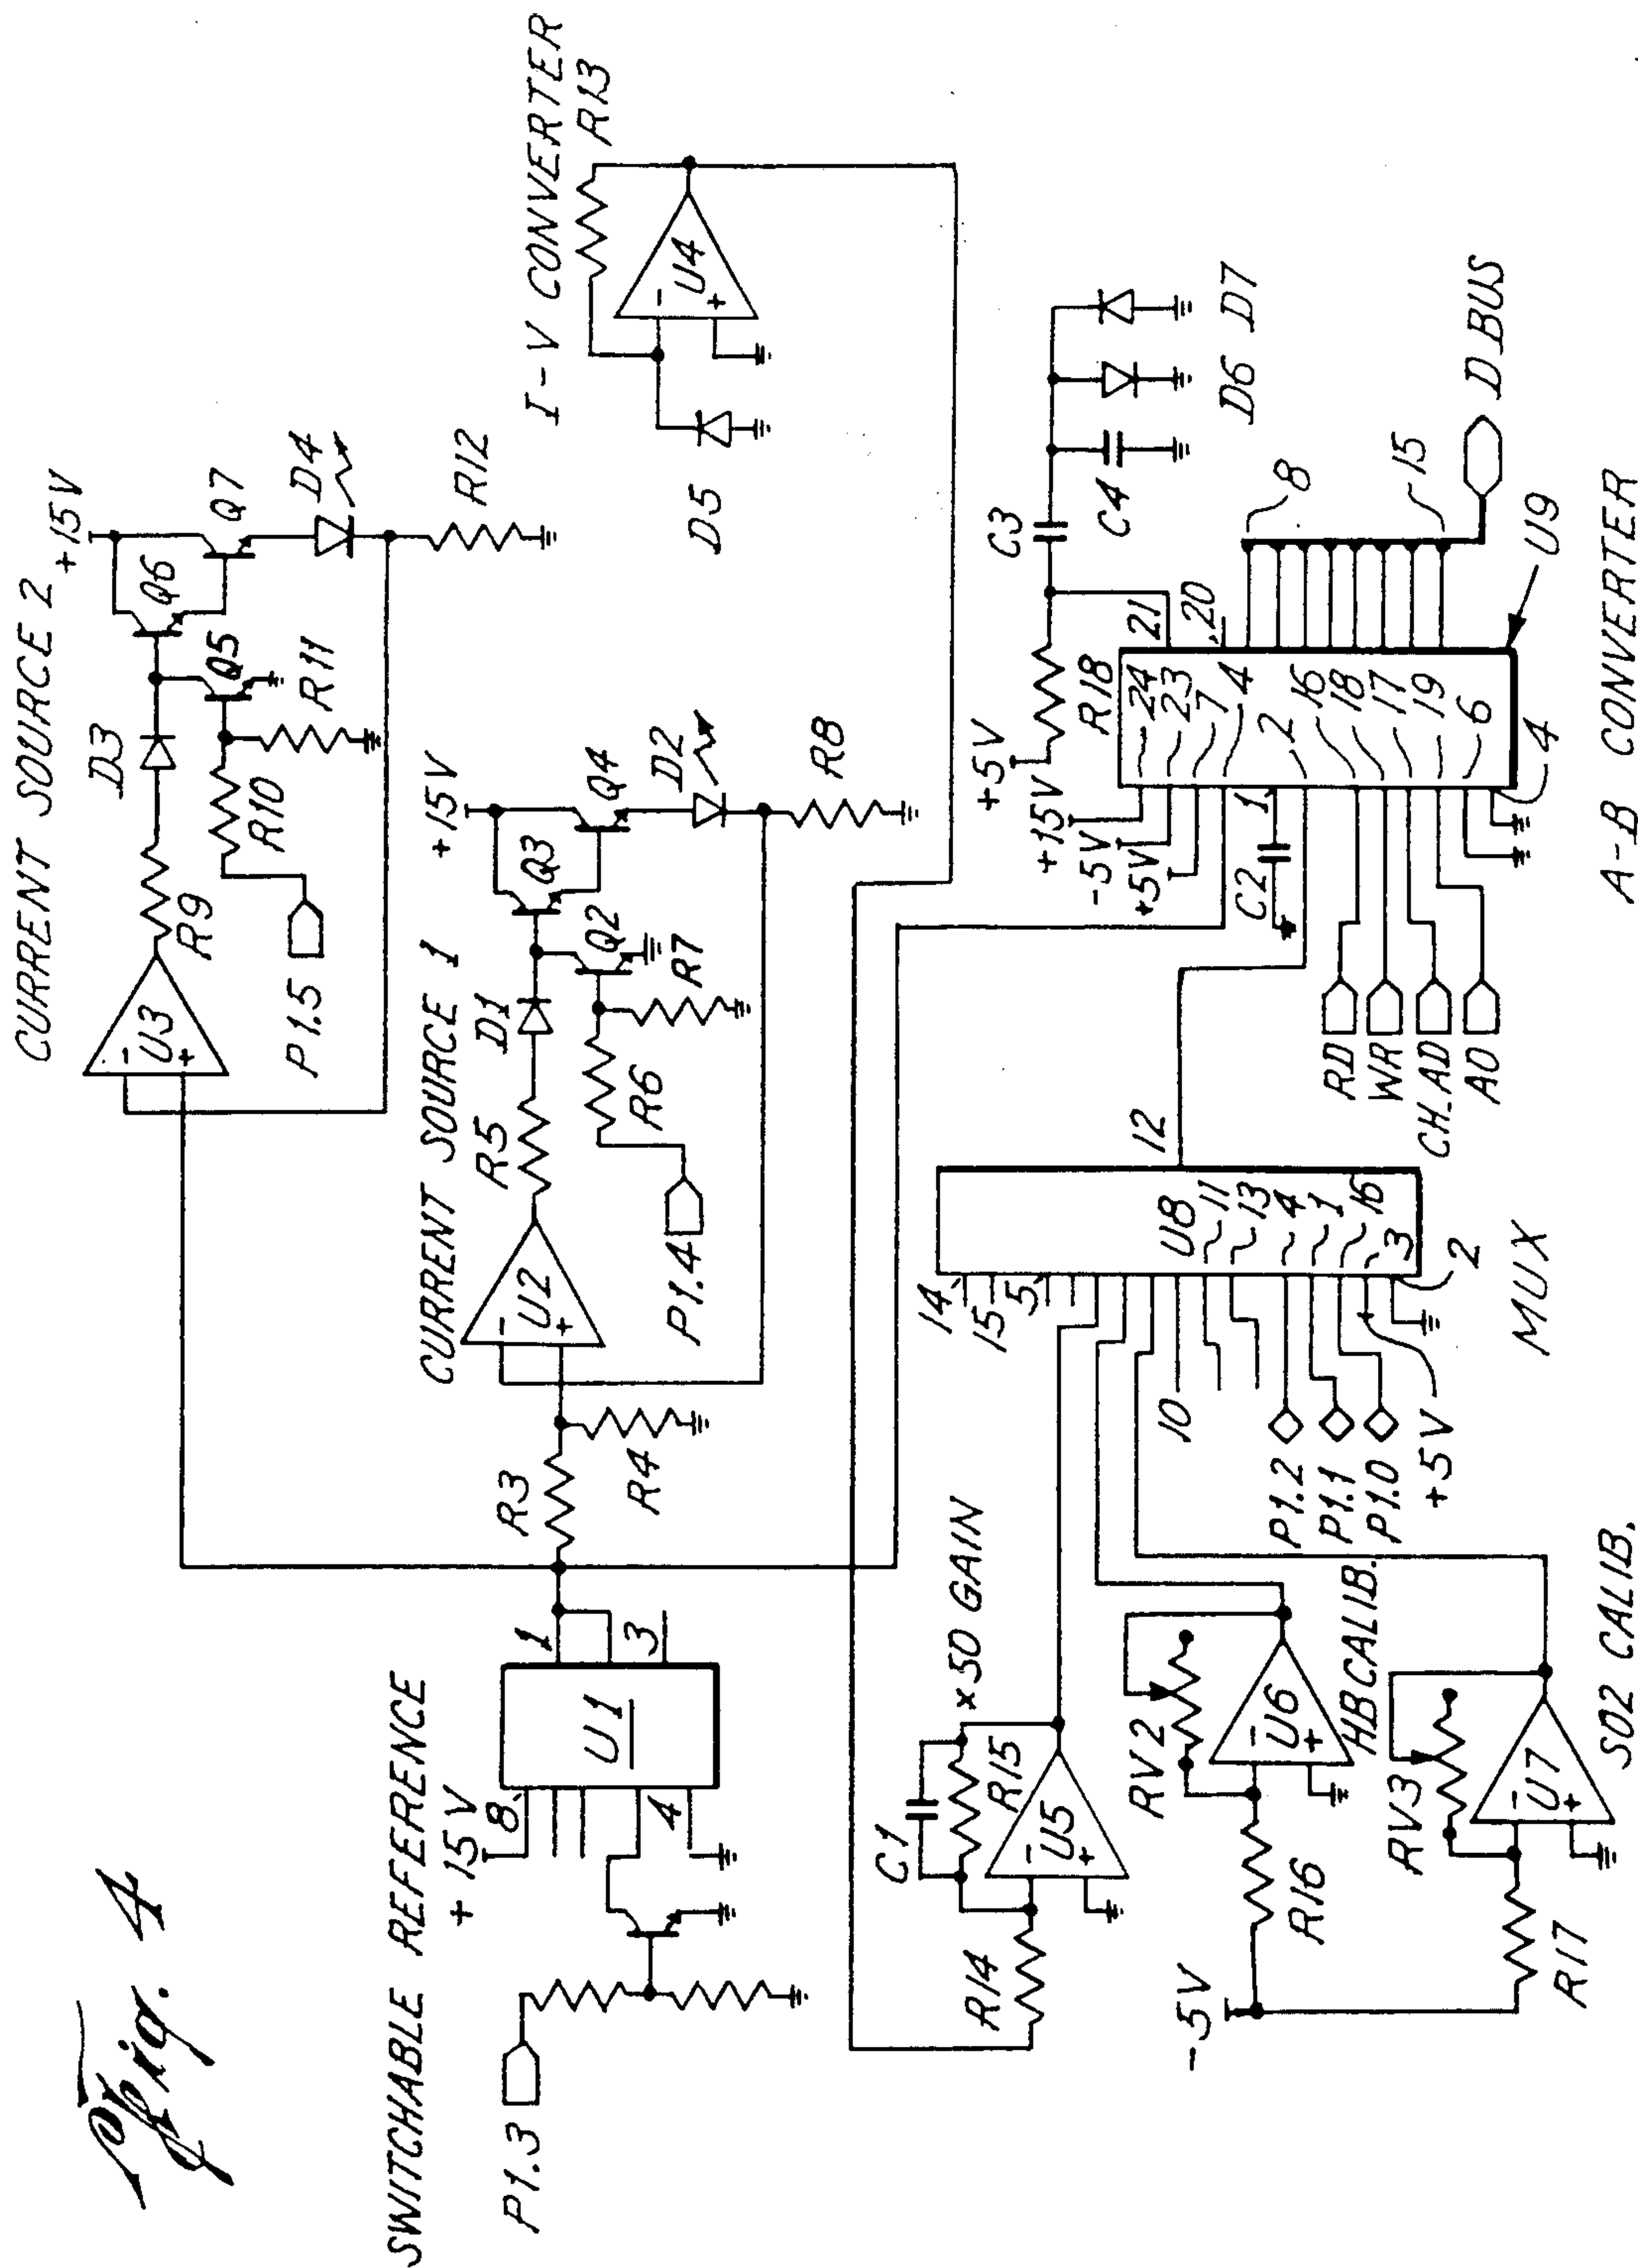 Fig. 4
SWITCHABLE REFERENCE
+15V
8
P1.3
U1
4
1
3
CURRENT SOURCE 2
+15V
U3
-
+
R9
D3
Q6
Q7
P1.5
R10
Q5
R11
D4
R12
CURRENT SOURCE 1
+15V
R3
R4
U2
-
+
R5
D1
Q3
Q4
P1.4
R6
Q2
R7
D2
R8
I-V CONVERTER
R13
U4
-
+
D5
x50 GAIN
C1
R14
R15
U5
-
+
-5V
R16
RV2
U6
-
+
HB CALIB.
R17
RV3
U7
-
+
SO2 CALIB.
14
15
5
10
U8
11
13
4
1
16
3
2
12
P1.2
P1.1
P1.0
+5V
MUX
+5V
R18
C3
C4
D6
D7
+15V
-5V
+5V
C2
1
24
23
7
4
2
16
18
17
19
6
4
21
20
8
15
RD
WR
CH_AD
A0
D BUS
U9
A-B CONVERTER